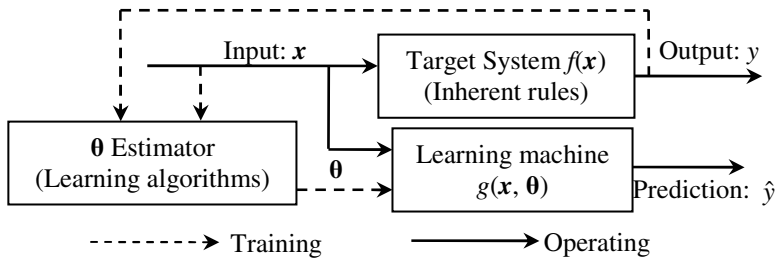 Input: x
Target System f(x)
(Inherent rules)
Output: y
θ Estimator
(Learning algorithms)
θ
Learning machine
g(x, θ)
Prediction: ŷ
Training
Operating